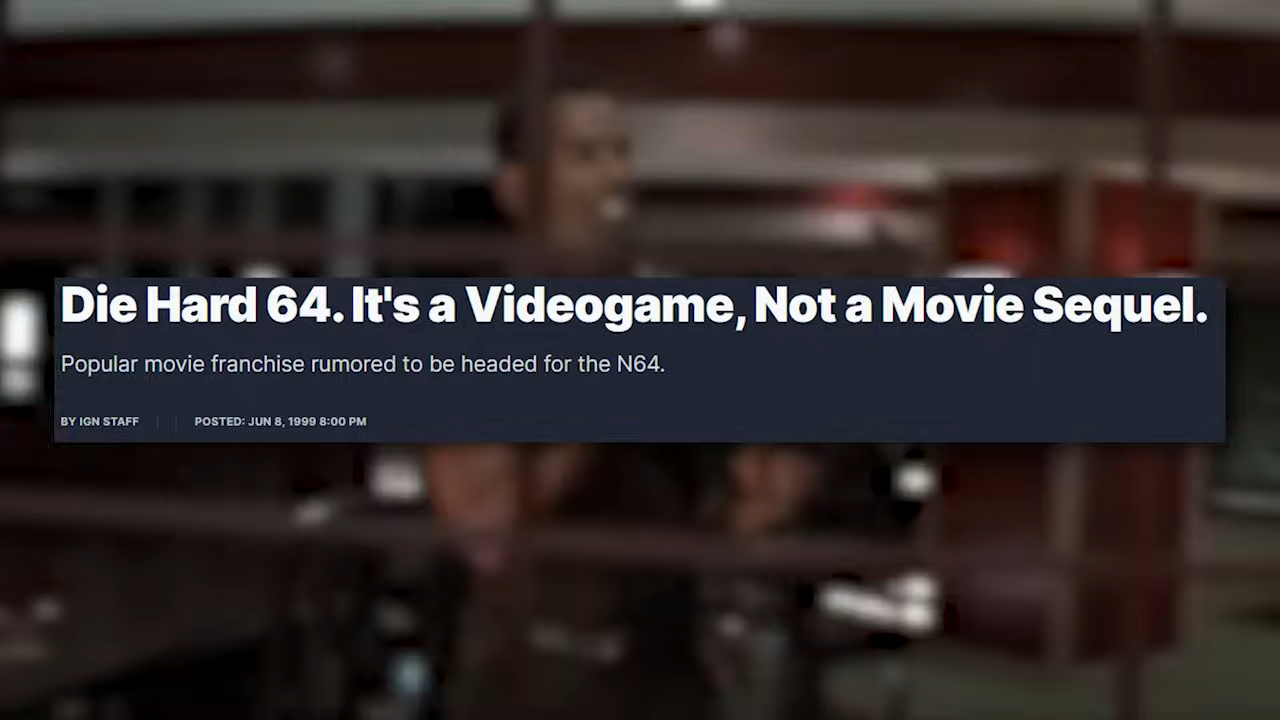 Die Hard 64. It's a Videogame, Not a Movie Sequel.
Popular movie franchise rumored to be headed for the N64.
BY IGN STAFF
POSTED: JUN 8, 1999 8:00 PM